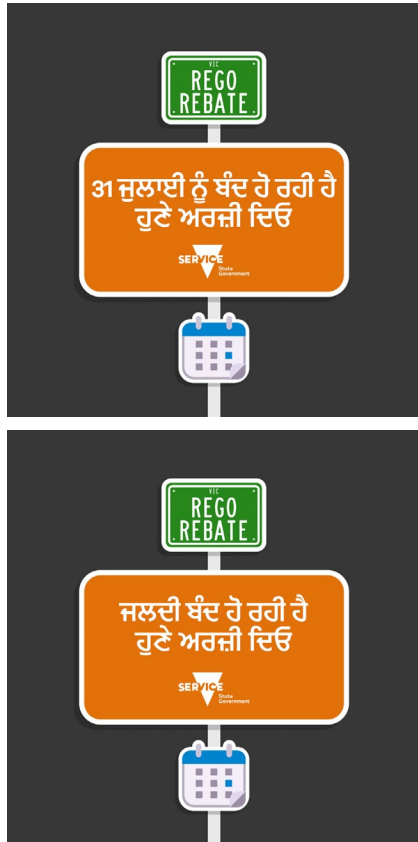 VIC
REGO
REBATE
31 ਜੁਲਾਈ ਨੂੰ ਬੰਦ ਹੋ ਰਹੀ ਹੈ
ਹੁਣੇ ਅਰਜ਼ੀ ਦਿਓ
SERVICE
State
Government
VIC
REGO
REBATE
ਜਲਦੀ ਬੰਦ ਹੋ ਰਹੀ ਹੈ
ਹੁਣੇ ਅਰਜ਼ੀ ਦਿਓ
SERVICE
State
Government